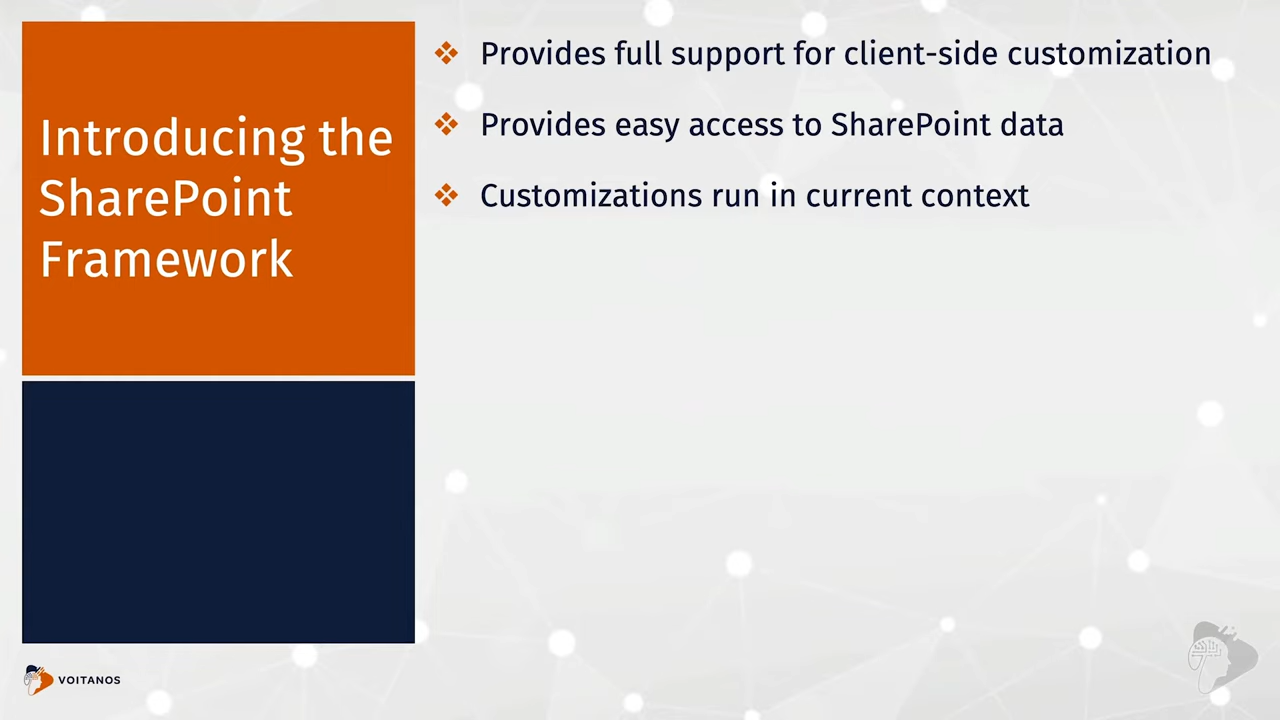 Introducing the
SharePoint
Framework
Provides full support for client-side customization
Provides easy access to SharePoint data
Customizations run in current context
VOITANOS